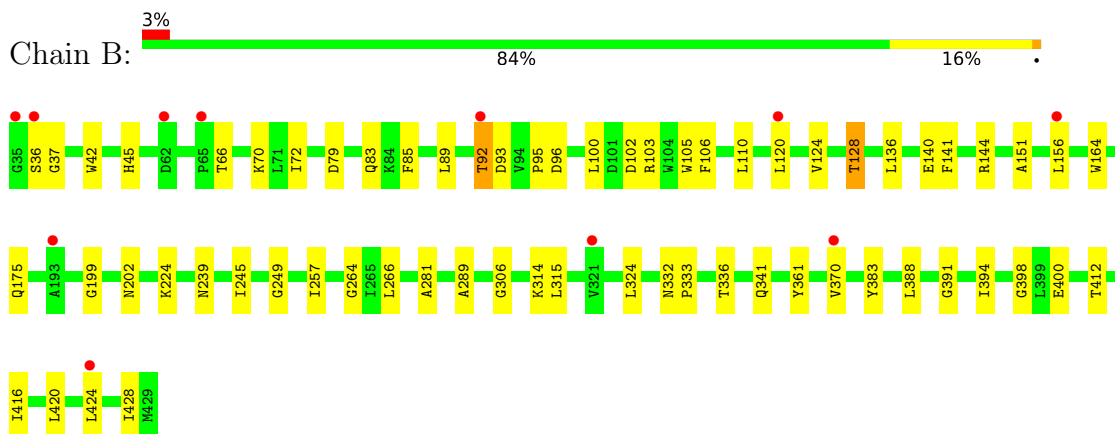 3%
Chain B:
84% 16% •
G35 S36 G37 W42 H45 D62 P65 T66 K70 L71 I72 D79 Q83 K84 F85 L89 T92 D93 V94 P95 D96 L100 D101 D102 R103 W104 W105 F106 L110 L120 V124 T128 L136 E140 F141 R144 A151 L156 W164
Q175 A193 G199 N202 K224 N239 I245 G249 I257 G264 I265 L266 A281 A289 G306 K314 L315 V321 L324 N332 P333 T336 Q341 Y361 V370 Y383 L388 G391 I394 G398 L399 E400 T412
I416 L420 L424 I428 M429